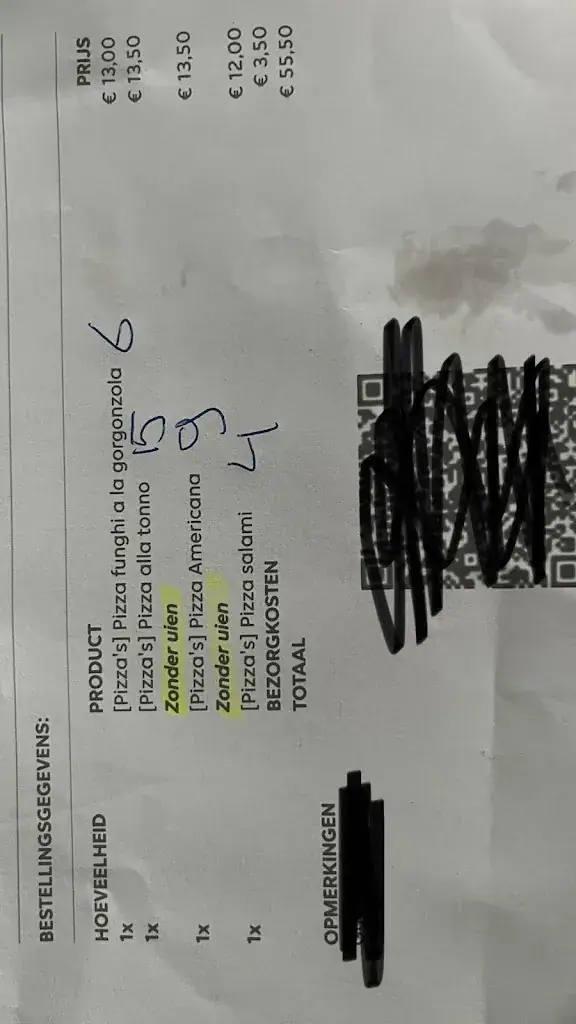 BESTELLINGSGEGEVENS:
HOEVEELHEID PRODUCT PRIJS
1x [Pizza's] Pizza funghi a la gorgonzola 6 € 13,00
1x [Pizza's] Pizza alla tonno 15 € 13,50
Zonder uien
1x [Pizza's] Pizza Americana 9 € 13,50
Zonder uien
1x [Pizza's] Pizza salami 4 € 12,00
BEZORGKOSTEN € 3,50
TOTAAL € 55,50
OPMERKINGEN